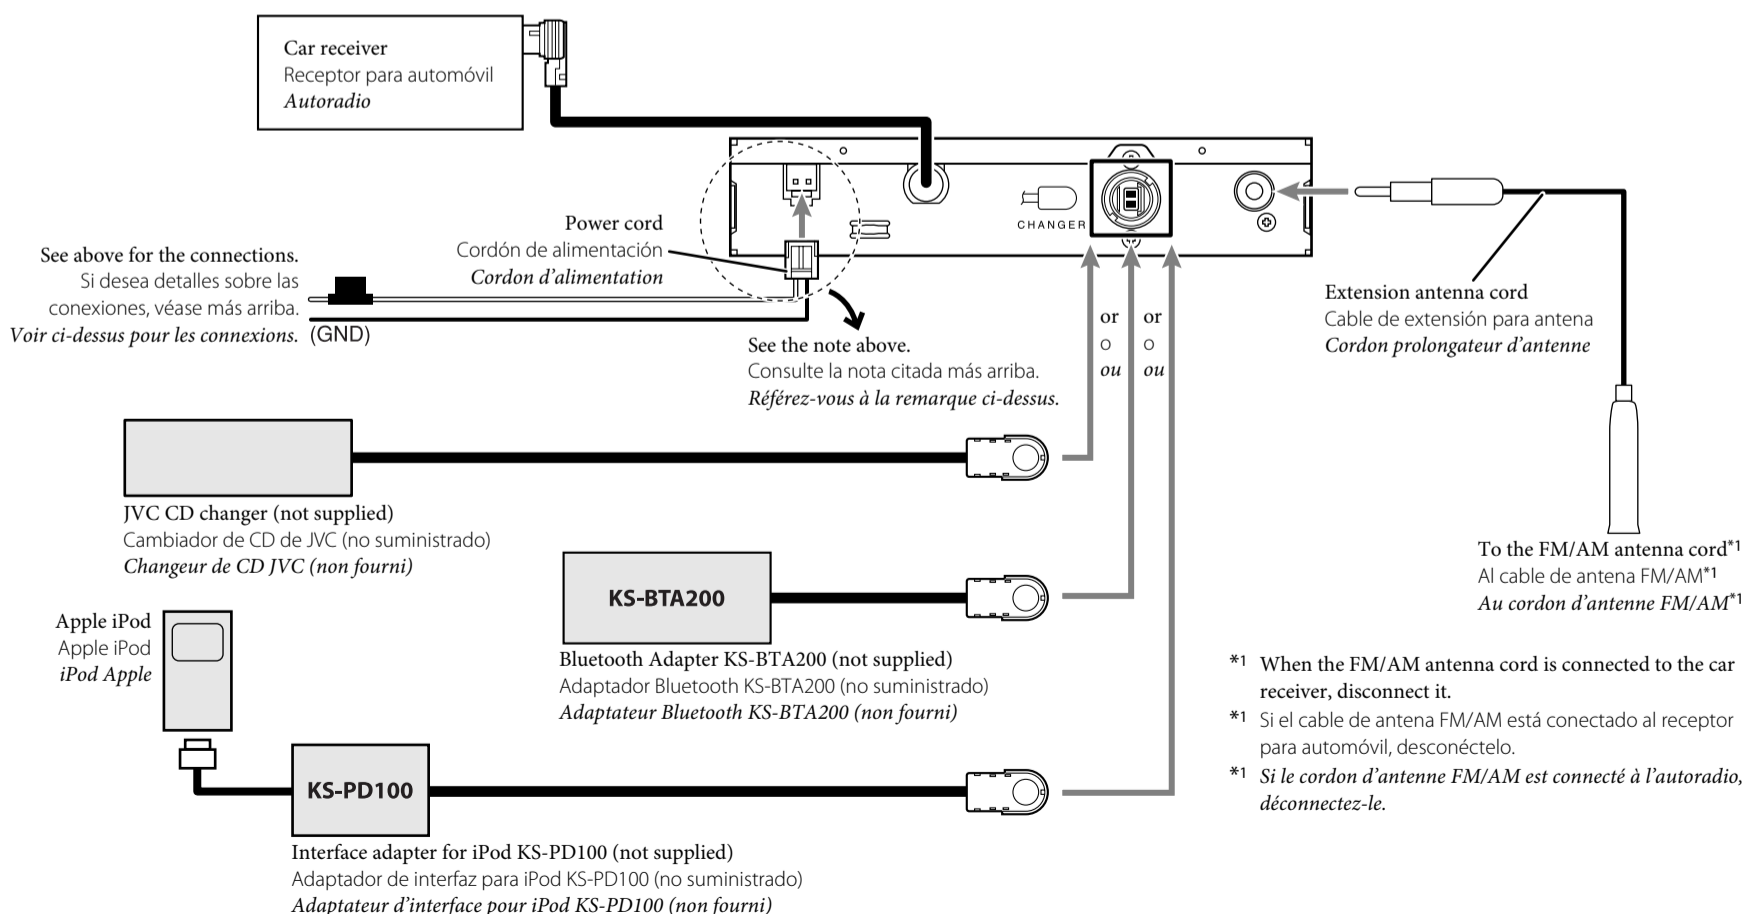 Car receiver
Receptor para automóvil
Autoradio
CHANGER
Power cord
Cordón de alimentación
Cordon d'alimentation
See above for the connections.
Si desea detalles sobre las
conexiones, véase más arriba.
Voir ci-dessus pour les connexions.
(GND)
See the note above.
Consulte la nota citada más arriba.
Référez-vous à la remarque ci-dessus.
or
o
ou
or
o
ou
Extension antenna cord
Cable de extensión para antena
Cordon prolongateur d'antenne
JVC CD changer (not supplied)
Cambiador de CD de JVC (no suministrado)
Changeur de CD JVC (non fourni)
To the FM/AM antenna cord*1
Al cable de antena FM/AM*1
Au cordon d'antenne FM/AM*1
KS-BTA200
Bluetooth Adapter KS-BTA200 (not supplied)
Adaptador Bluetooth KS-BTA200 (no suministrado)
Adaptateur Bluetooth KS-BTA200 (non fourni)
Apple iPod
Apple iPod
iPod Apple
*1 When the FM/AM antenna cord is connected to the car
receiver, disconnect it.
*1 Si el cable de antena FM/AM está conectado al receptor
para automóvil, desconéctelo.
*1 Si le cordon d'antenne FM/AM est connecté à l'autoradio,
déconnectez-le.
KS-PD100
Interface adapter for iPod KS-PD100 (not supplied)
Adaptador de interfaz para iPod KS-PD100 (no suministrado)
Adaptateur d'interface pour iPod KS-PD100 (non fourni)